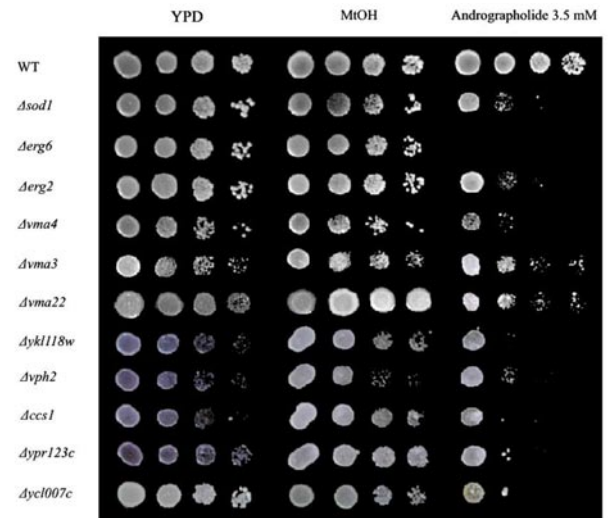 YPD MtOH Andrographolide 3.5 mM
WT
Δsod1
Δerg6
Δerg2
Δvma4
Δvma3
Δvma22
Δykl118w
Δvph2
Δccs1
Δypr123c
Δycl007c